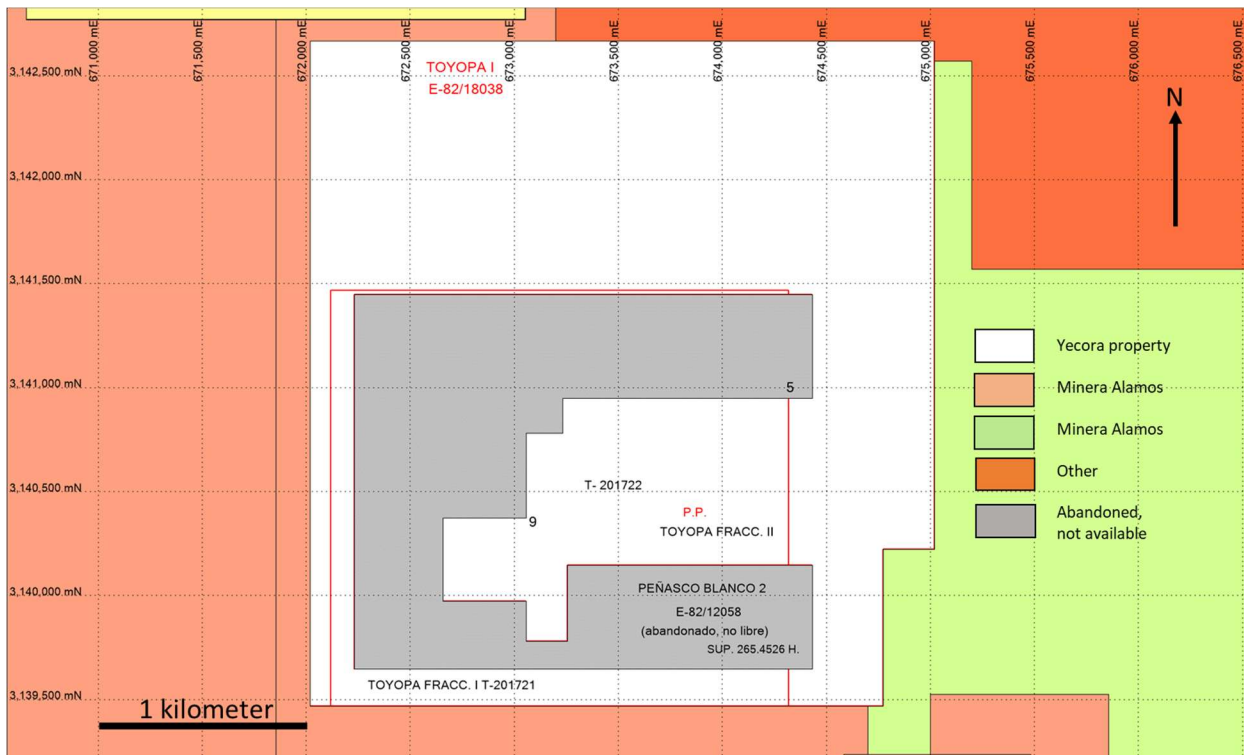 671.000 mE
671.500 mE
672.000 mE
672.500 mE
673.000 mE
673.500 mE
674.000 mE
674.500 mE
675.000 mE
675.500 mE
676.000 mE
676.500 mE
3,142,500 mN
TOYOPA I
E-82/18038
N
3,142,000 mN
3,141,500 mN
3,141,000 mN
5
Yecora property
Minera Alamos
Minera Alamos
Other
Abandoned,
not available
3,140,500 mN
T- 201722
9
P.P.
TOYOPA FRACC. II
3,140,000 mN
PEÑASCO BLANCO 2
E-82/12058
(abandonado, no libre)
SUP. 265.4526 H.
TOYOPA FRACC. I T-201721
3,139,500 mN
1 kilometer